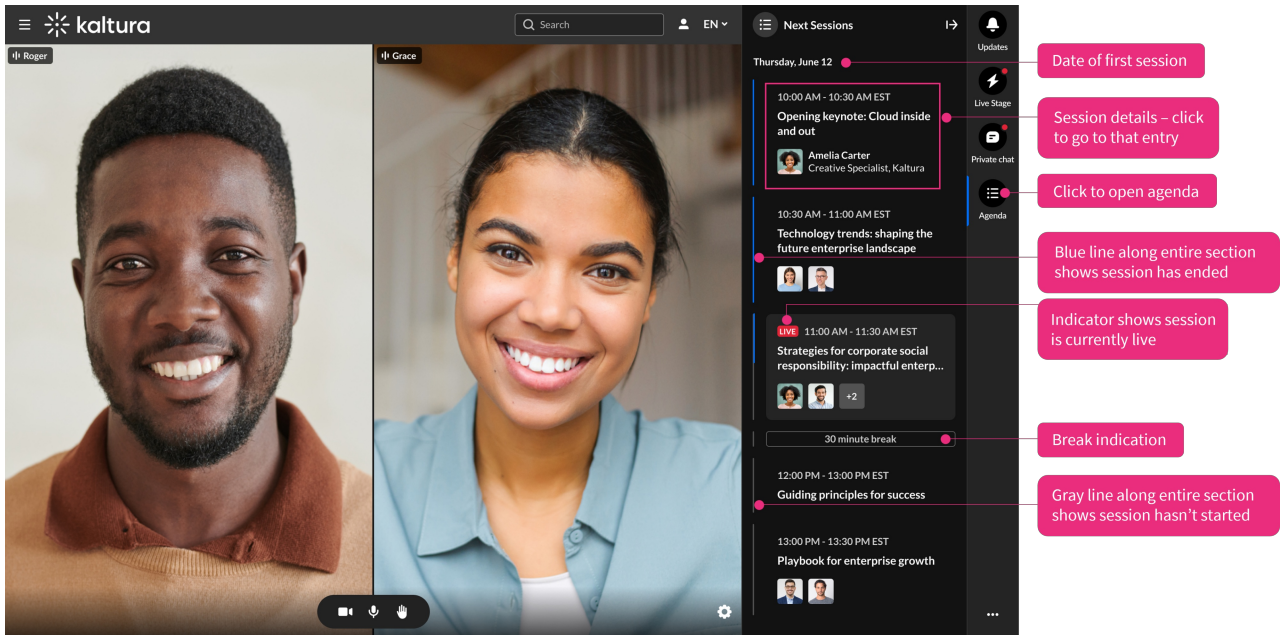 kaltura
Search
EN
Roger
Grace
Next Sessions
Thursday, June 12
10:00 AM - 10:30 AM EST
Opening keynote: Cloud inside
and out
Amelia Carter
Creative Specialist, Kaltura
10:30 AM - 11:00 AM EST
Technology trends: shaping the
future enterprise landscape
LIVE 11:00 AM - 11:30 AM EST
Strategies for corporate social
responsibility: impactful enterp...
+2
30 minute break
12:00 PM - 13:00 PM EST
Guiding principles for success
13:00 PM - 13:30 PM EST
Playbook for enterprise growth
Updates
Live Stage
Private chat
Agenda
Date of first session
Session details – click
to go to that entry
Click to open agenda
Blue line along entire section
shows session has ended
Indicator shows session
is currently live
Break indication
Gray line along entire section
shows session hasn’t started